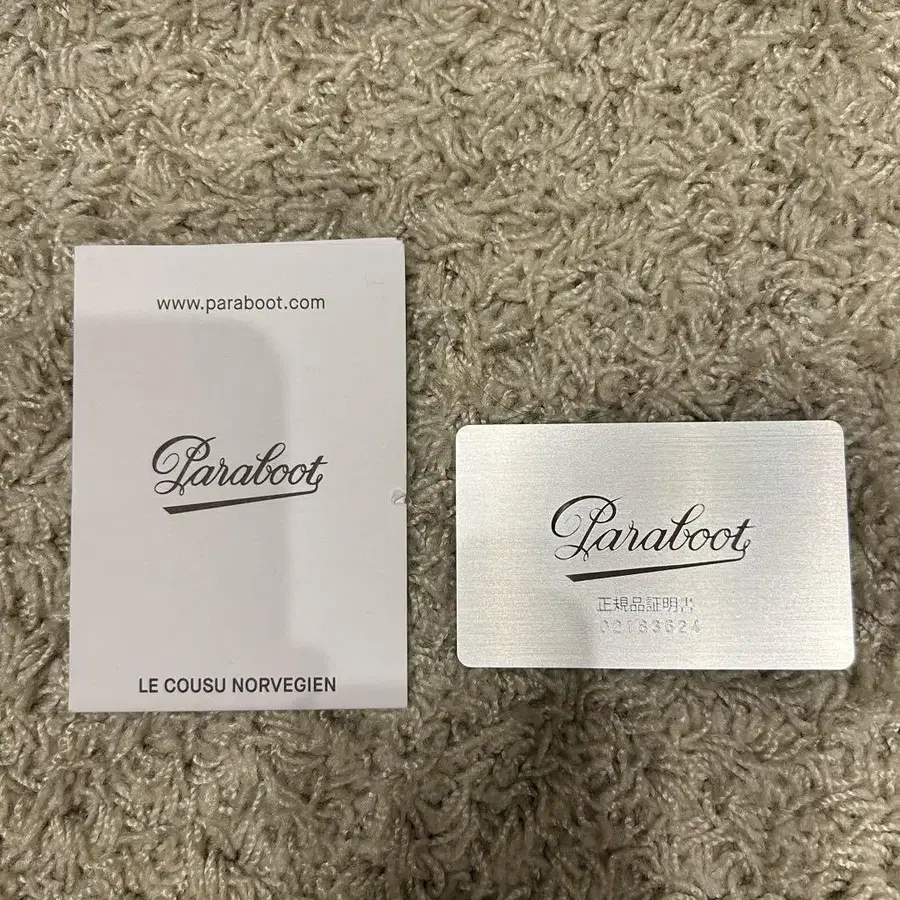 www.paraboot.com
Paraboot
LE COUSU NORVEGIEN
Paraboot
正規品証明書
02183624